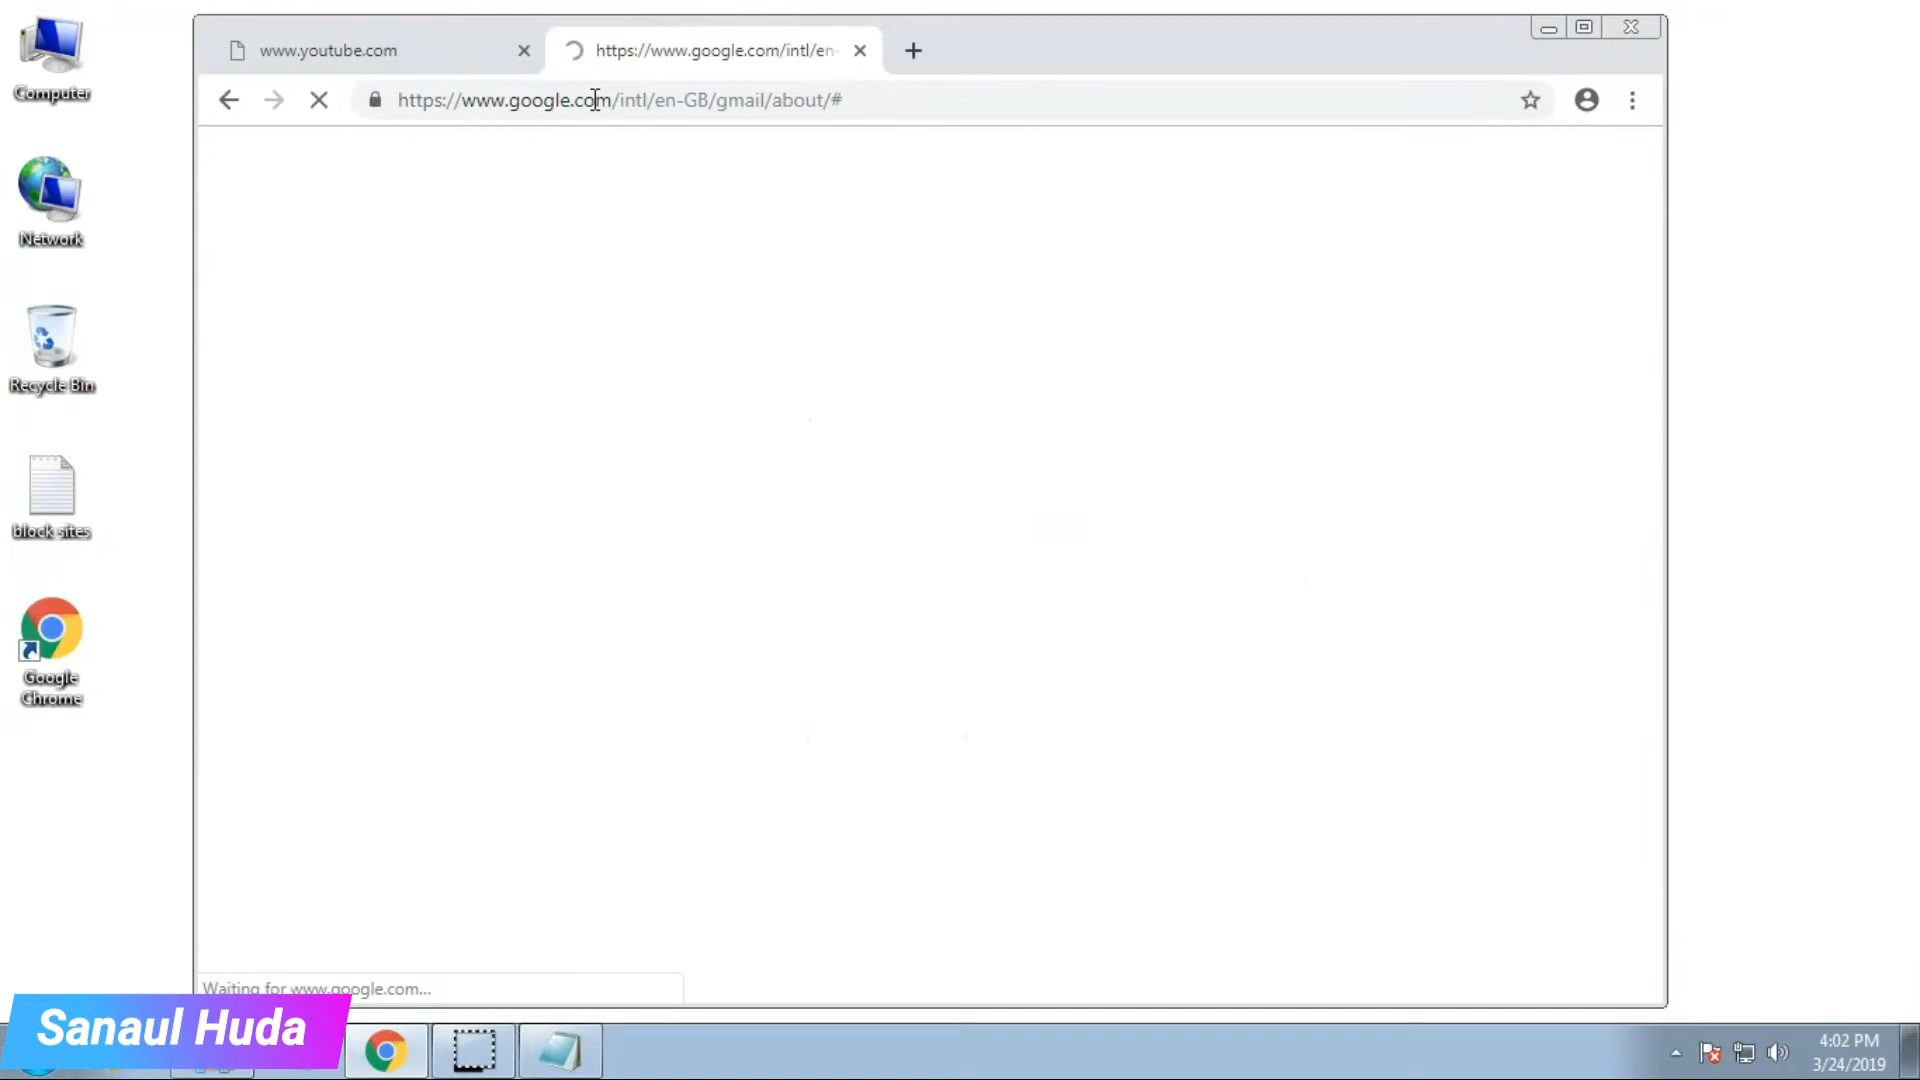 Computer
Network
Recycle Bin
block sites
Google
Chrome
www.youtube.com
https://www.google.com/intl/en-
https://www.google.com/intl/en-GB/gmail/about/#
Waiting for www.google.com...
Sanaul Huda
4:02 PM
3/24/2019